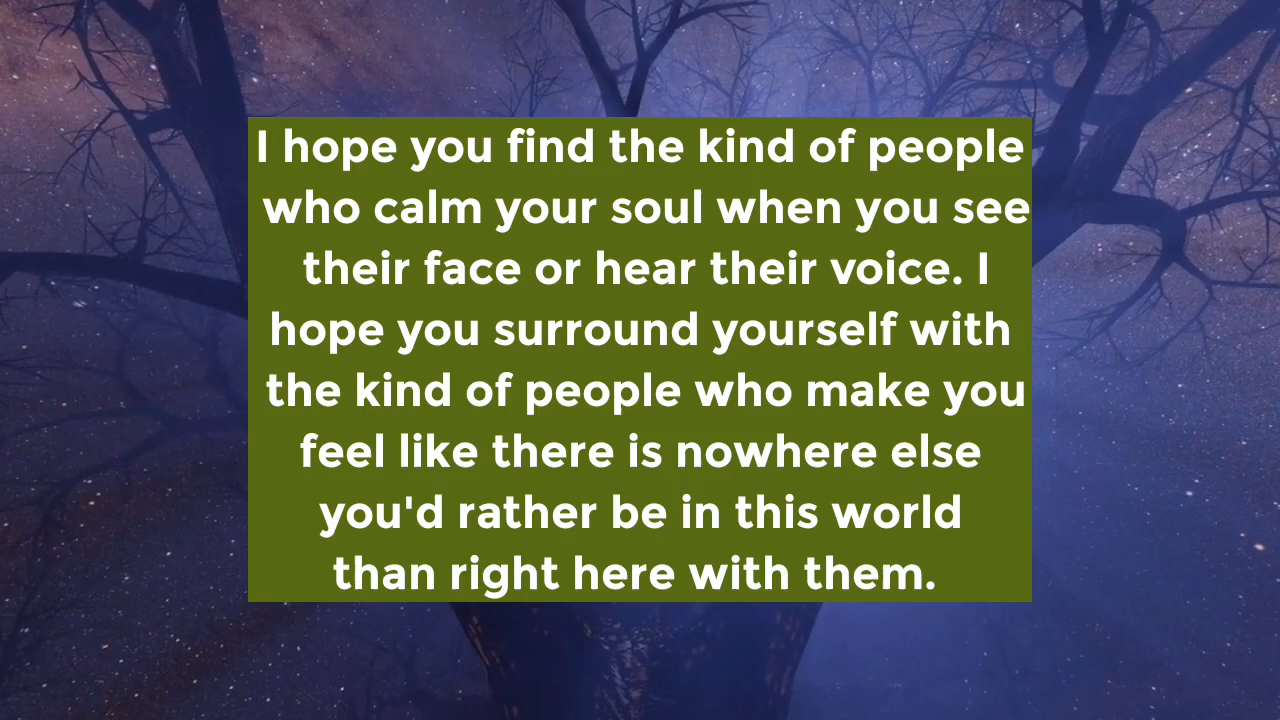 I hope you find the kind of people
who calm your soul when you see
their face or hear their voice. I
hope you surround yourself with
the kind of people who make you
feel like there is nowhere else
you'd rather be in this world
than right here with them.